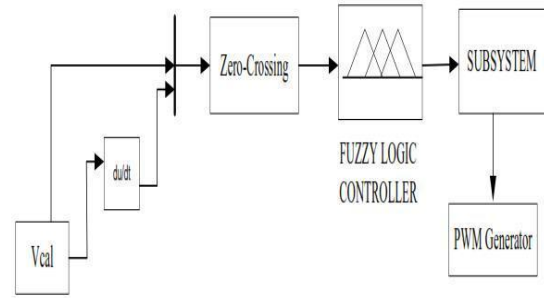 Zero-Crossing
SUBSYSTEM
du/dt
FUZZY LOGIC
CONTROLLER
Vcal
PWM Generator